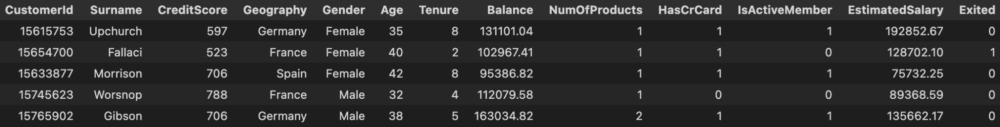 CustomerId Surname CreditScore Geography Gender Age Tenure Balance NumOfProducts HasCrCard IsActiveMember EstimatedSalary Exited
15615753 Upchurch 597 Germany Female 35 8 131101.04 1 1 1 192852.67 0
15654700 Fallaci 523 France Female 40 2 102967.41 1 1 0 128702.10 1
15633877 Morrison 706 Spain Female 42 8 95386.82 1 1 1 75732.25 0
15745623 Worsnop 788 France Male 32 4 112079.58 1 0 0 89368.59 0
15765902 Gibson 706 Germany Male 38 5 163034.82 2 1 1 135662.17 0